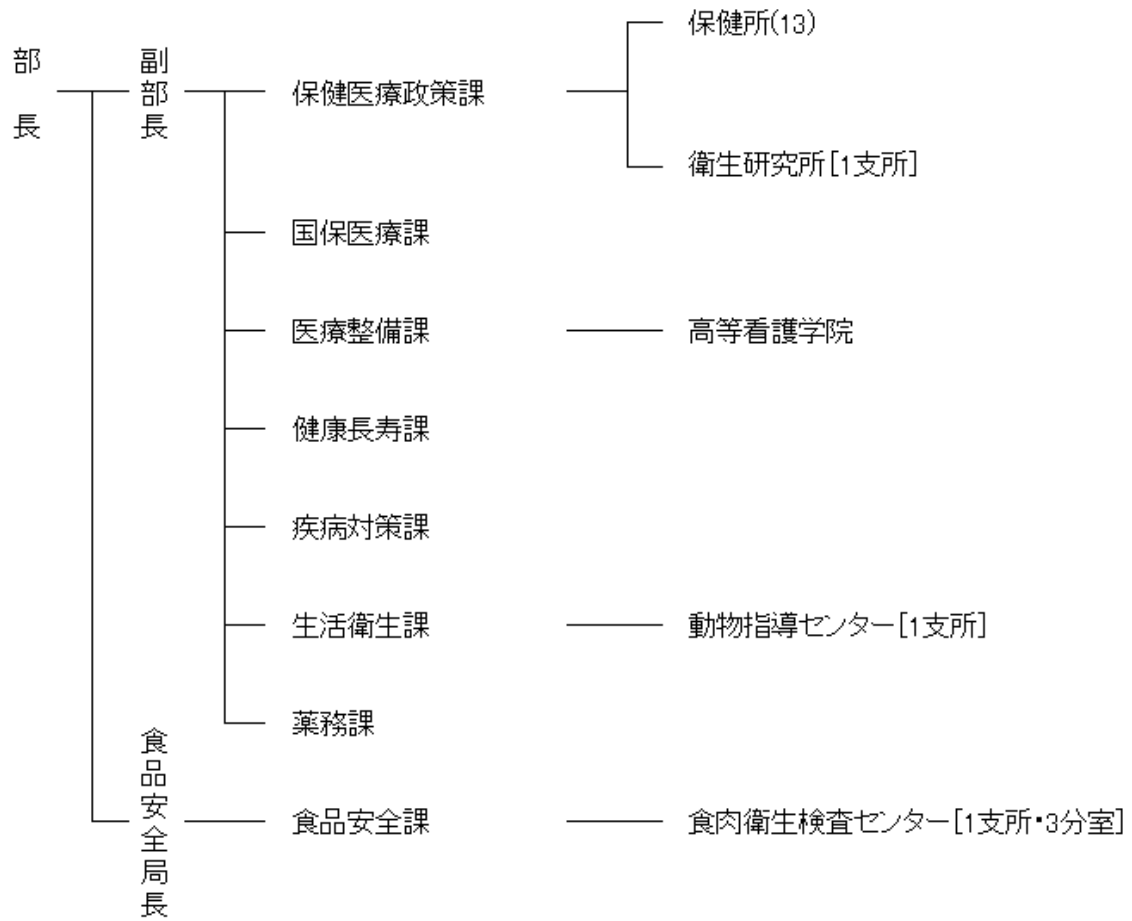 部長
副部長
保健医療政策課
保健所(13)
衛生研究所[1支所]
国保医療課
医療整備課
高等看護学院
健康長寿課
疾病対策課
生活衛生課
動物指導センター[1支所]
薬務課
食品安全局長
食品安全課
食肉衛生検査センター[1支所・3分室]